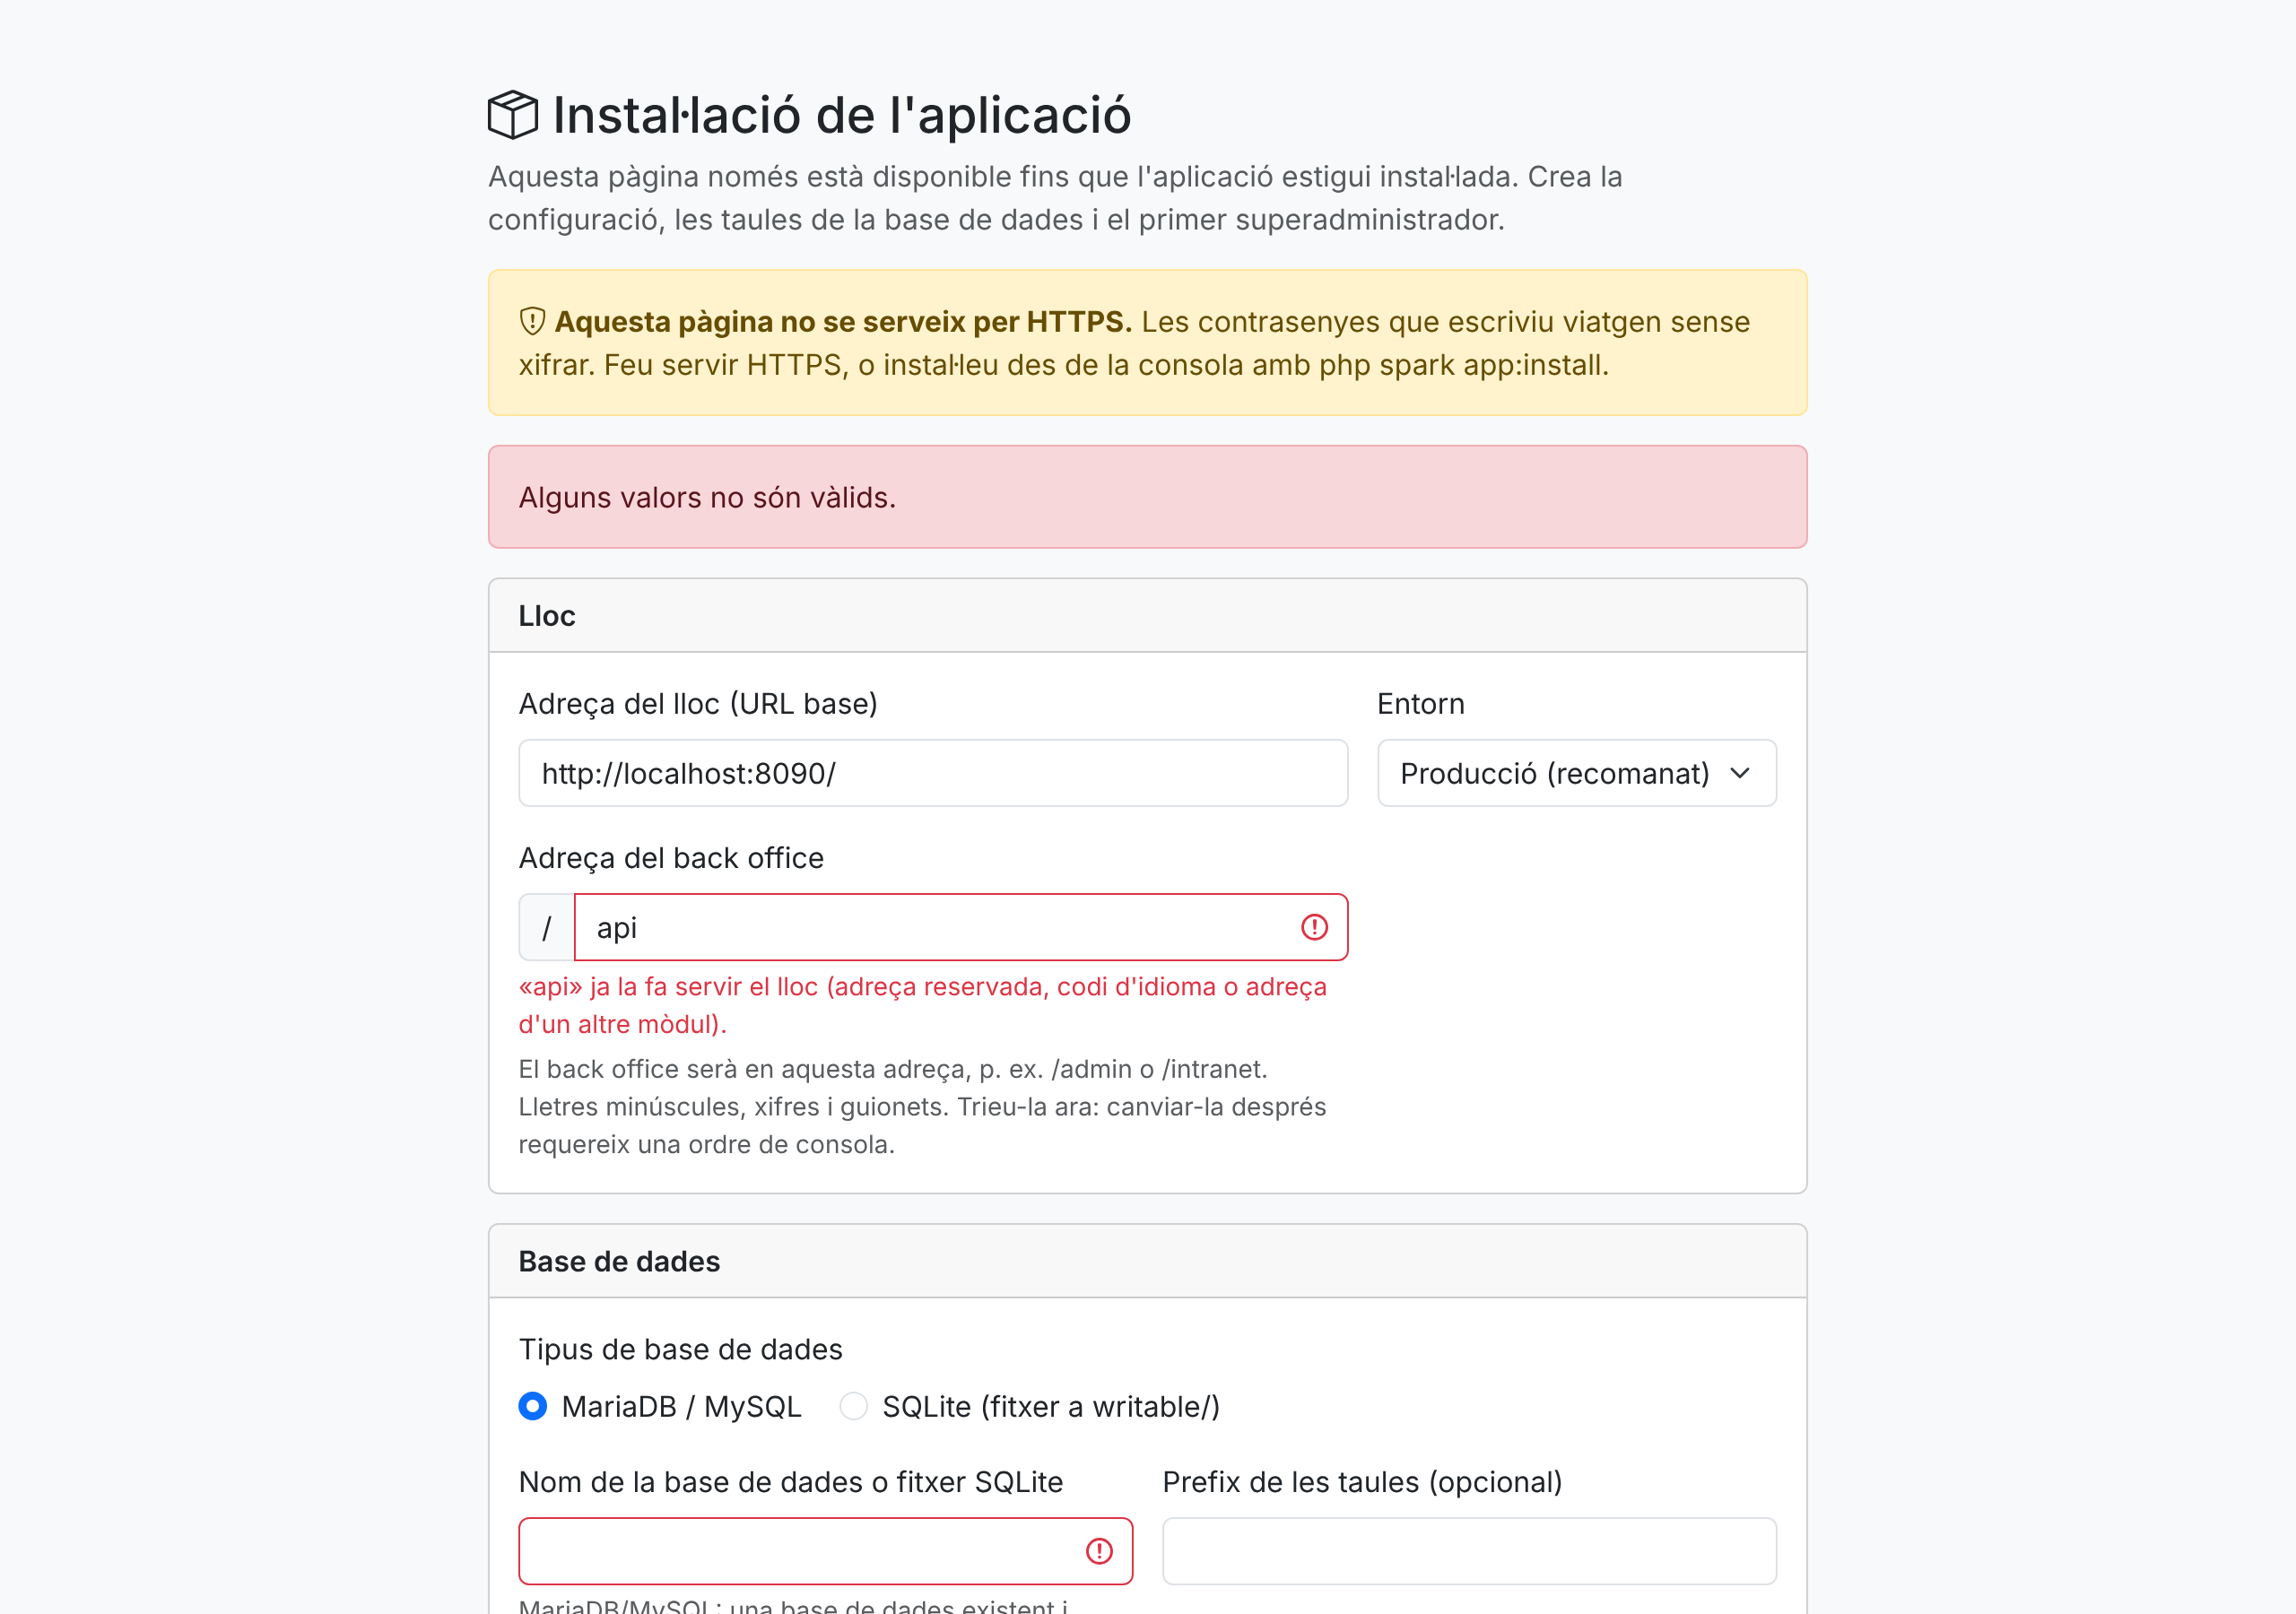 Instal·lació de l'aplicació
Aquesta pàgina només està disponible fins que l'aplicació estigui instal·lada. Crea la
configuració, les taules de la base de dades i el primer superadministrador.
Aquesta pàgina no se serveix per HTTPS. Les contrasenyes que escriviu viatgen sense
xifrar. Feu servir HTTPS, o instal·leu des de la consola amb php spark app:install.
Alguns valors no són vàlids.
Lloc
Adreça del lloc (URL base)
Entorn
http://localhost:8090/
Producció (recomanat)
Adreça del back office
/ api
«api» ja la fa servir el lloc (adreça reservada, codi d'idioma o adreça
d'un altre mòdul).
El back office serà en aquesta adreça, p. ex. /admin o /intranet.
Lletres minúscules, xifres i guionets. Trieu-la ara: canviar-la després
requereix una ordre de consola.
Base de dades
Tipus de base de dades
MariaDB / MySQL
SQLite (fitxer a writable/)
Nom de la base de dades o fitxer SQLite
Prefix de les taules (opcional)
MariaDB/MySQL: una base de dades existent i